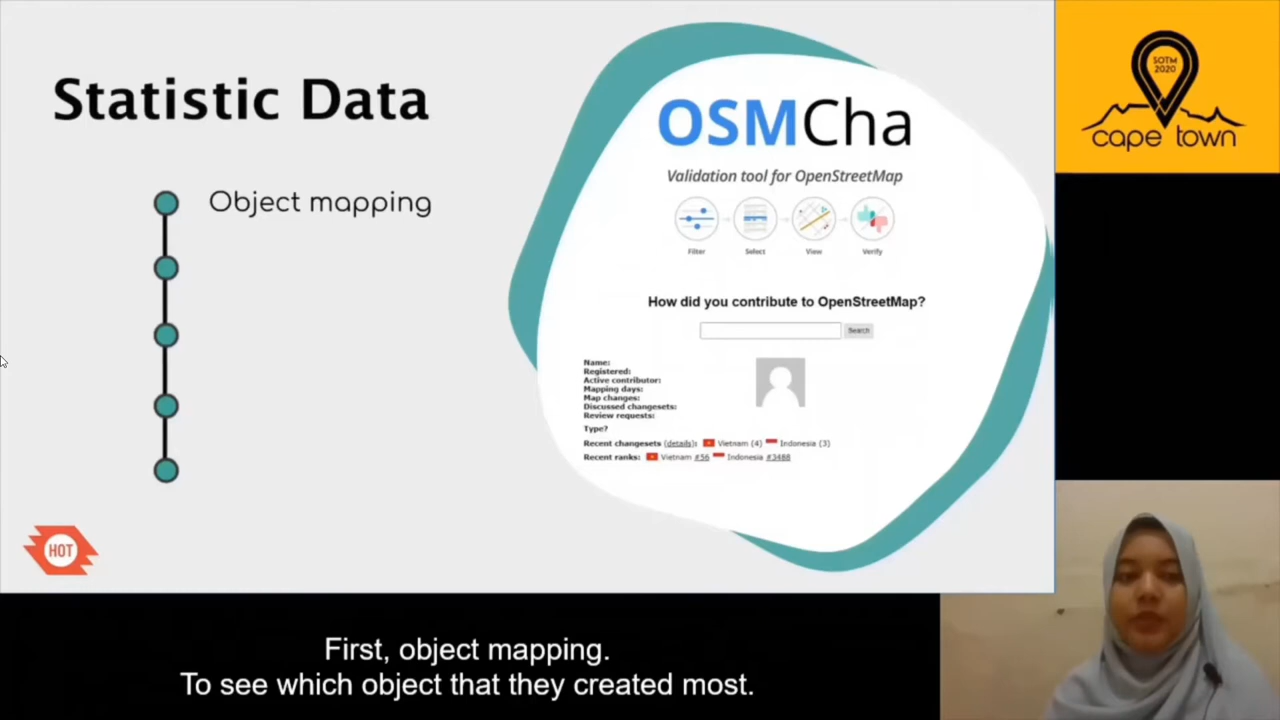 Statistic Data
Object mapping
OSMCha
Validation tool for OpenStreetMap
Filter
Select
View
Verify
How did you contribute to OpenStreetMap?
Search
Name:
Registered:
Active contributor:
Mapping days:
Map changes:
Discussed changesets:
Review requests:
Type?
Recent changesets (details): Vietnam (4) Indonesia (3)
Recent ranks: Vietnam #56 Indonesia #3488
HOT
SOTM
2020
cape town
First, object mapping.
To see which object that they created most.